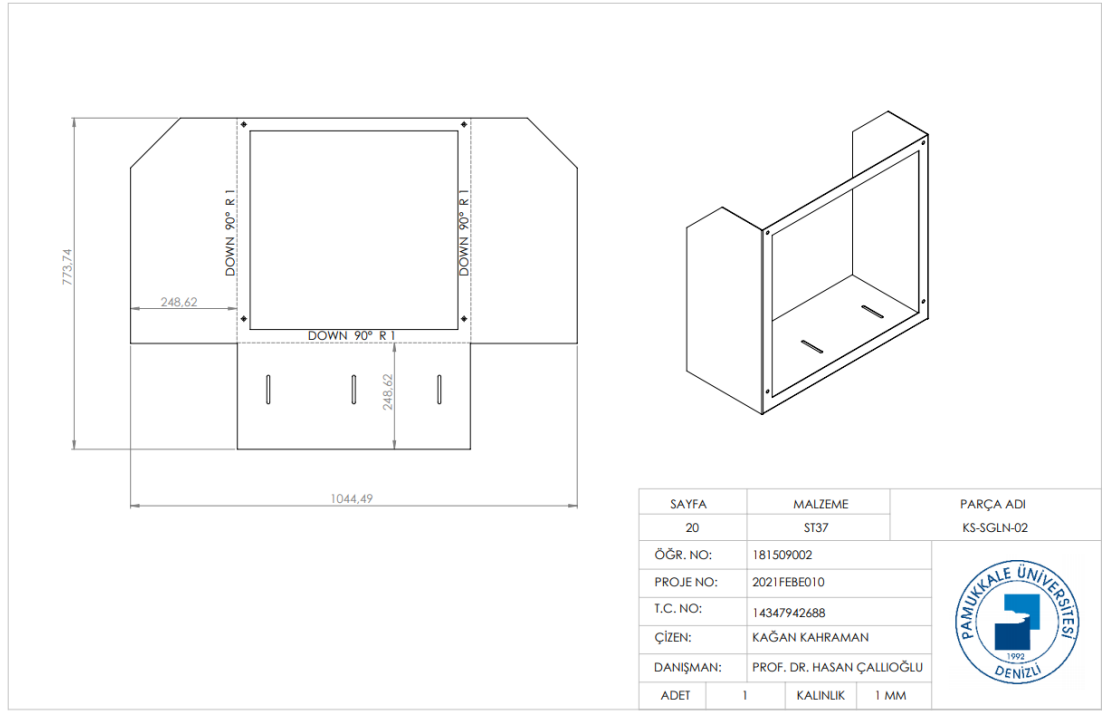 773,74
DOWN 90° R 1
DOWN 90° R 1
248,62
DOWN 90° R 1
248,62
1044,49
SAYFA MALZEME PARÇA ADI
20 ST37 KS-SGLN-02
ÖĞR. NO: 181509002
PROJE NO: 2021FEBE010
T.C. NO: 14347942688
ÇİZEN: KAĞAN KAHRAMAN
DANIŞMAN: PROF. DR. HASAN ÇALLIOĞLU
ADET 1 KALINLIK 1 MM
PAMUKKALE ÜNİVERSİTESİ
1992
DENİZLİ